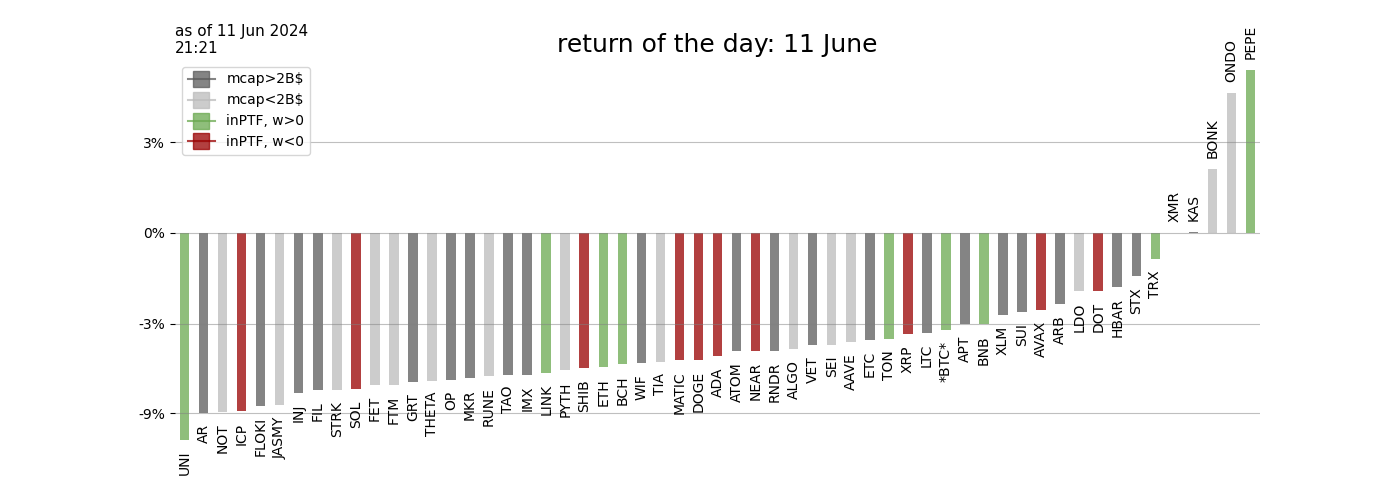 as of 11 Jun 2024
21:21
return of the day: 11 June
mcap>2B$
mcap<2B$
inPTF, w>0
inPTF, w<0
3%
0%
-3%
-9%
UNI
AR
NOT
ICP
FLOKI
JASMY
INJ
FIL
STRK
SOL
FET
FTM
GRT
THETA
OP
MKR
RUNE
TAO
IMX
LINK
PYTH
SHIB
ETH
BCH
WIF
TIA
MATIC
DOGE
ADA
ATOM
NEAR
RNDR
ALGO
VET
SEI
AAVE
ETC
TON
XRP
LTC
*BTC*
APT
BNB
XLM
SUI
AVAX
ARB
LDO
DOT
HBAR
STX
TRX
XMR
KAS
BONK
ONDO
PEPE